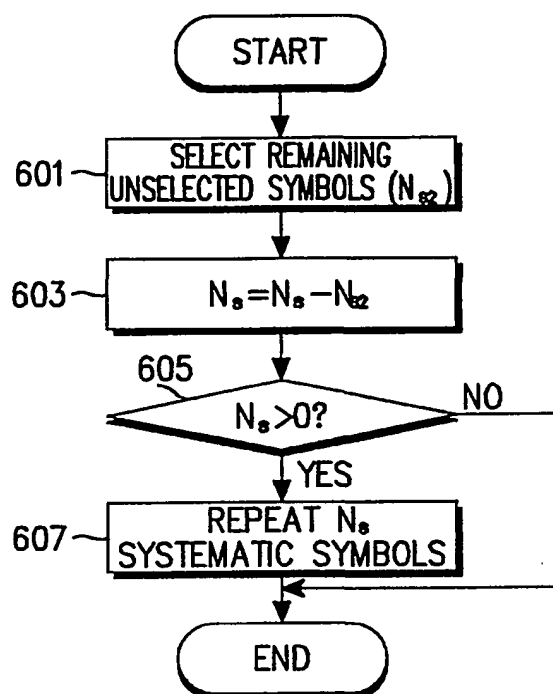 START
601
SELECT REMAINING
UNSELECTED SYMBOLS (Ns2)
603
Ns=Ns-Ns2
605
Ns>0?
NO
YES
607
REPEAT Ns
SYSTEMATIC SYMBOLS
END